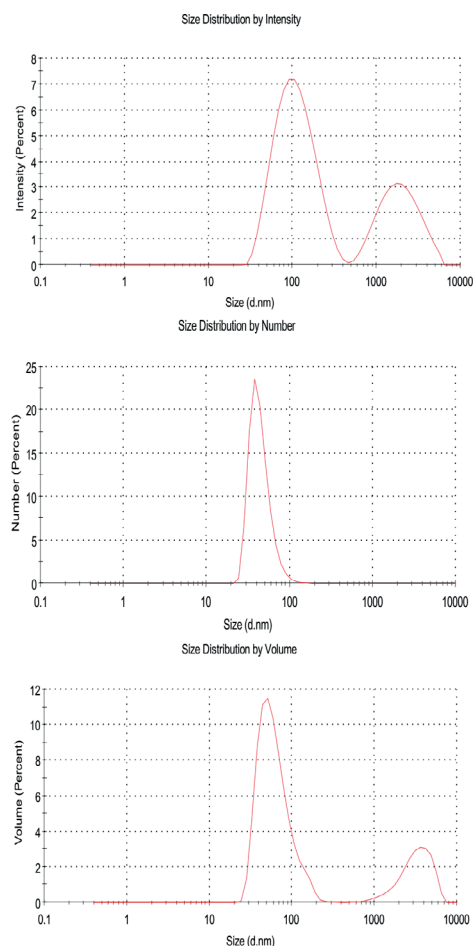 Size Distribution by Intensity
Intensity (Percent)
8
7
6
5
4
3
2
1
0
0.1 1 10 100 1000 10000
Size (d.nm)
Size Distribution by Number
Number (Percent)
25
20
15
10
5
0
0.1 1 10 100 1000 10000
Size (d.nm)
Size Distribution by Volume
Volume (Percent)
12
10
8
6
4
2
0
0.1 1 10 100 1000 10000
Size (d.nm)